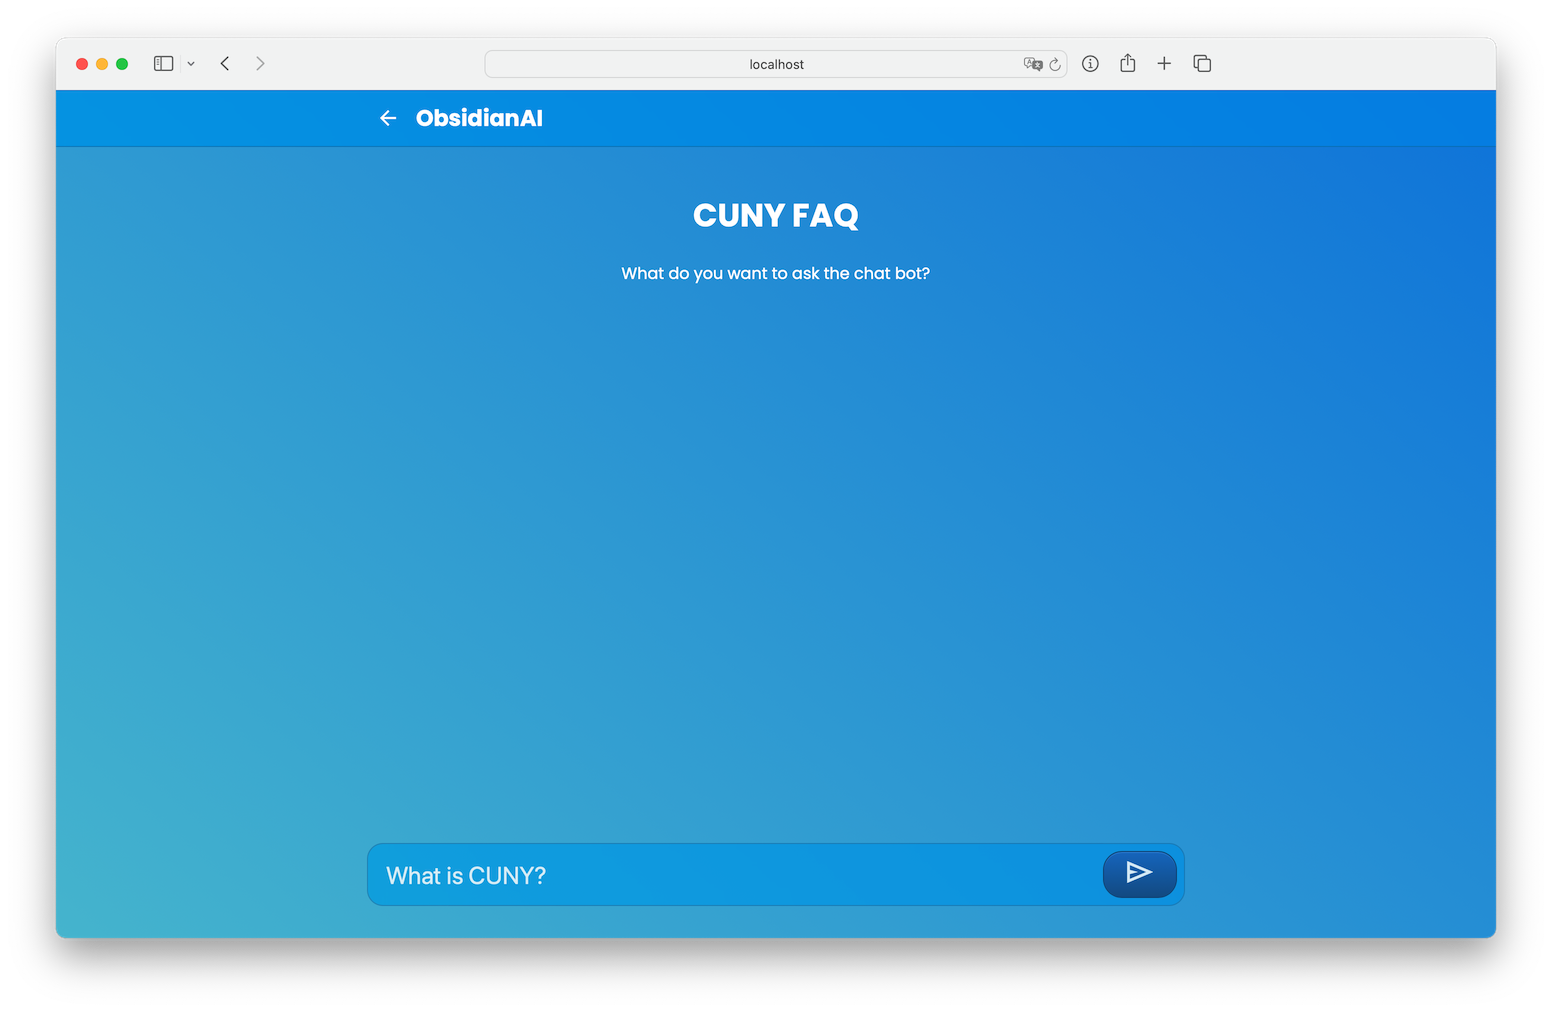 localhost
ObsidianAI
CUNY FAQ
What do you want to ask the chat bot?
What is CUNY?